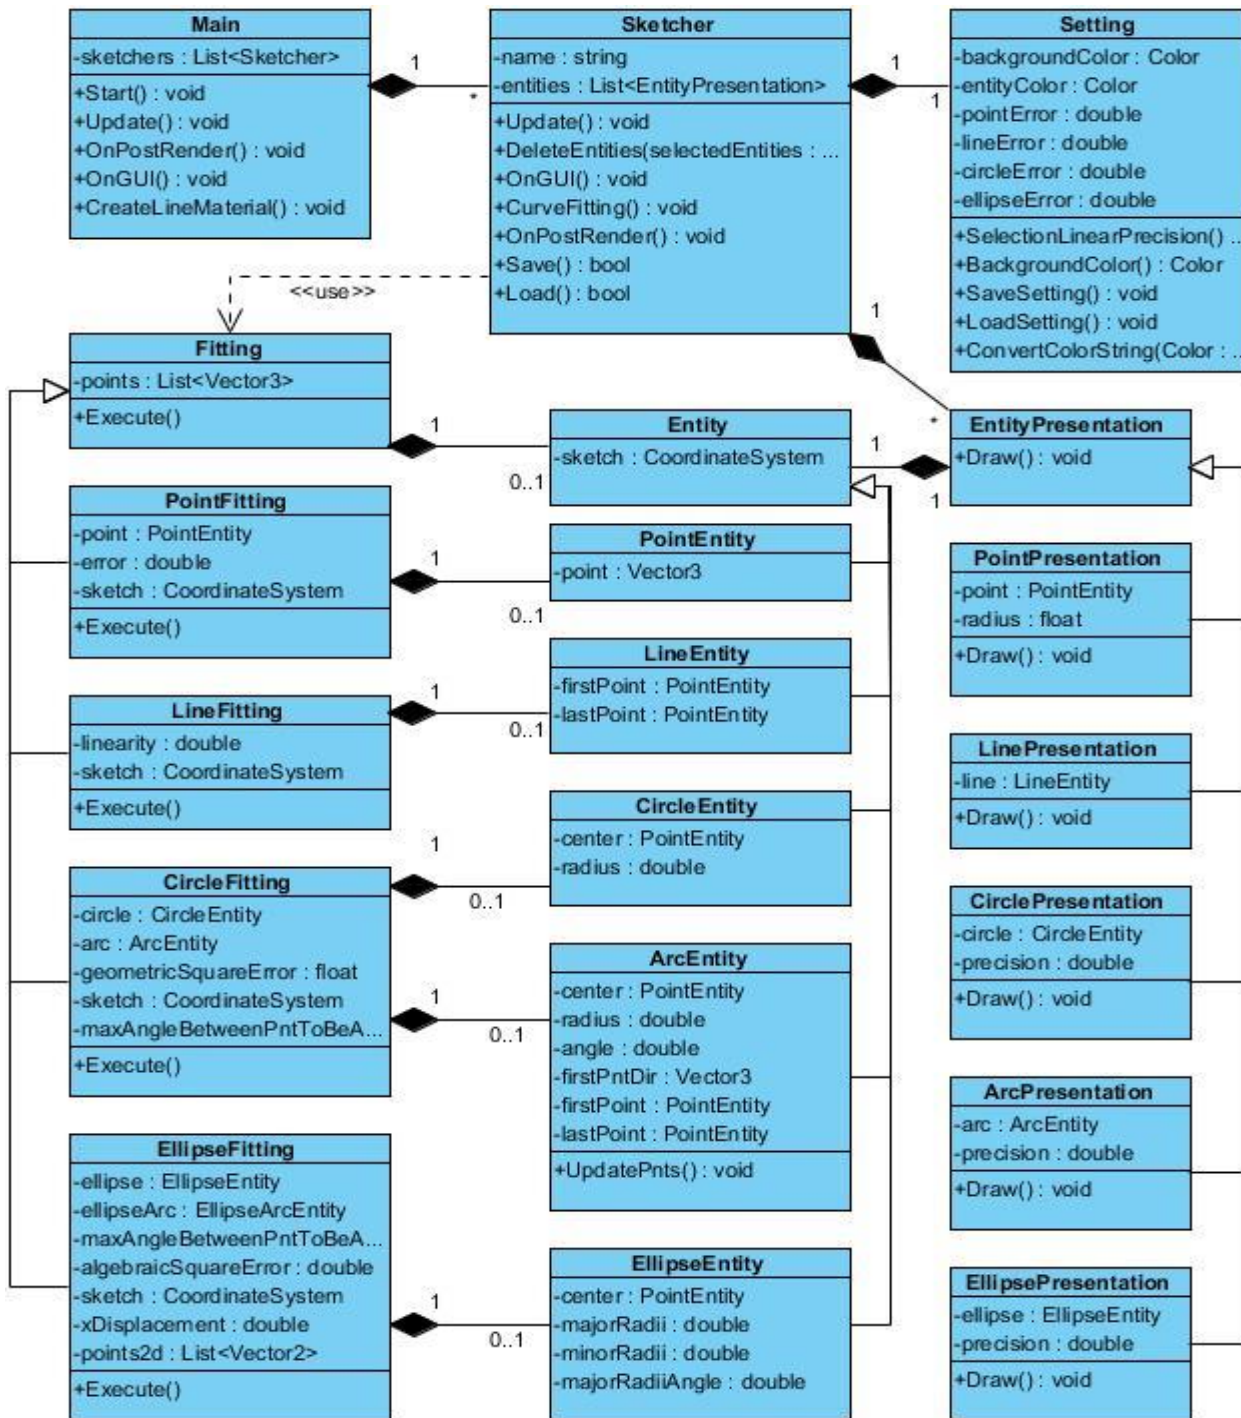 Main
-sketchers : List<Sketcher>
+Start() : void
+Update() : void
+OnPostRender() : void
+OnGUI() : void
+CreateLineMaterial() : void
1
*
Sketcher
-name : string
-entities : List<EntityPresentation>
+Update() : void
+DeleteEntities(selectedEntities : ...
+OnGUI() : void
+CurveFitting() : void
+OnPostRender() : void
+Save() : bool
+Load() : bool
1
1
Setting
-backgroundColor : Color
-entityColor : Color
-pointError : double
-lineError : double
-circleError : double
-ellipseError : double
+SelectionLinearPrecision() ...
+BackgroundColor() : Color
+SaveSetting() : void
+LoadSetting() : void
+ConvertColorString(Color : ...
<<use>>
1
*
Fitting
-points : List<Vector3>
+Execute()
1
0..1
Entity
-sketch : CoordinateSystem
1
1
EntityPresentation
+Draw() : void
PointFitting
-point : PointEntity
-error : double
-sketch : CoordinateSystem
+Execute()
1
0..1
PointEntity
-point : Vector3
PointPresentation
-point : PointEntity
-radius : float
+Draw() : void
LineFitting
-linearity : double
-sketch : CoordinateSystem
+Execute()
1
0..1
LineEntity
-firstPoint : PointEntity
-lastPoint : PointEntity
LinePresentation
-line : LineEntity
+Draw() : void
CircleFitting
-circle : CircleEntity
-arc : ArcEntity
-geometricSquareError : float
-sketch : CoordinateSystem
-maxAngleBetweenPntToBeA...
+Execute()
1
0..1
CircleEntity
-center : PointEntity
-radius : double
CirclePresentation
-circle : CircleEntity
-precision : double
+Draw() : void
1
0..1
ArcEntity
-center : PointEntity
-radius : double
-angle : double
-firstPntDir : Vector3
-firstPoint : PointEntity
-lastPoint : PointEntity
+UpdatePnts() : void
ArcPresentation
-arc : ArcEntity
-precision : double
+Draw() : void
EllipseFitting
-ellipse : EllipseEntity
-ellipseArc : EllipseArcEntity
-maxAngleBetweenPntToBeA...
-algebraicSquareError : double
-sketch : CoordinateSystem
-xDisplacement : double
-points2d : List<Vector2>
+Execute()
1
0..1
EllipseEntity
-center : PointEntity
-majorRadii : double
-minorRadii : double
-majorRadiiAngle : double
EllipsePresentation
-ellipse : EllipseEntity
-precision : double
+Draw() : void